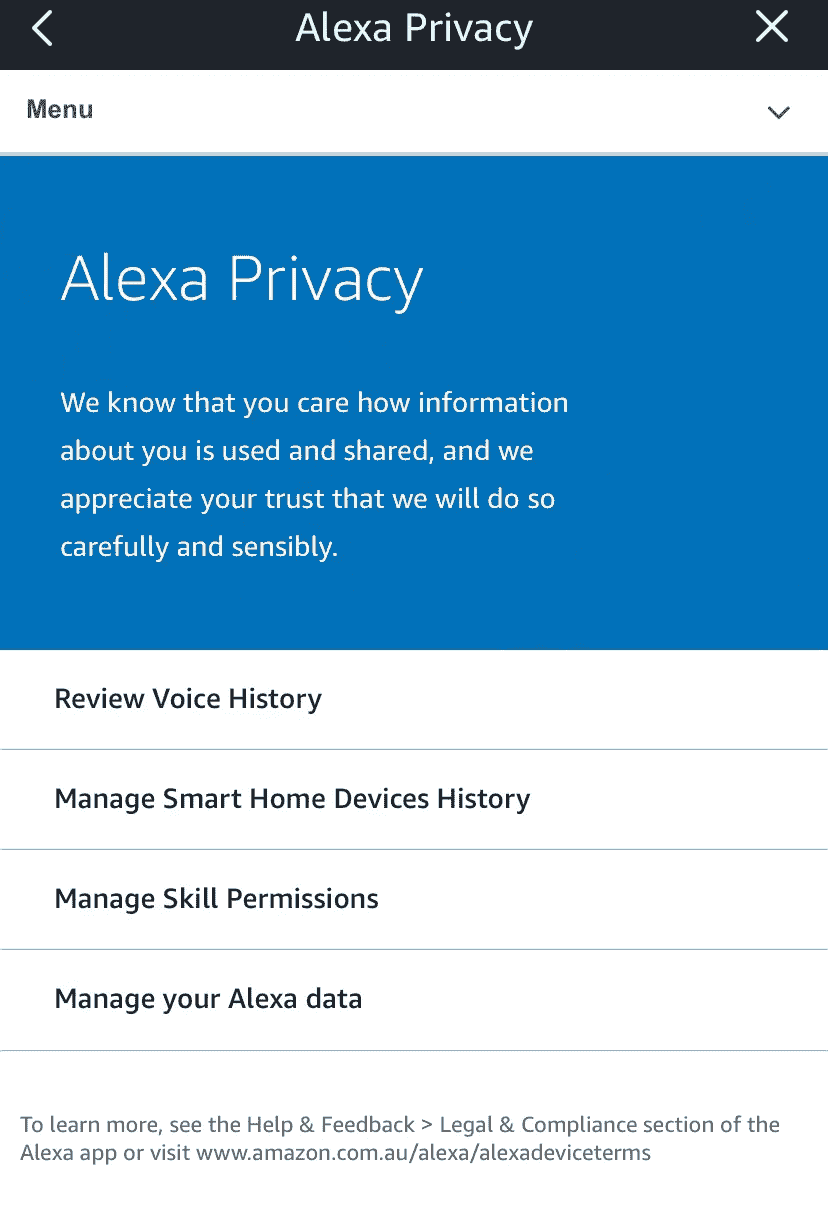 Alexa Privacy
Menu
Alexa Privacy
We know that you care how information
about you is used and shared, and we
appreciate your trust that we will do so
carefully and sensibly.
Review Voice History
Manage Smart Home Devices History
Manage Skill Permissions
Manage your Alexa data
To learn more, see the Help & Feedback > Legal & Compliance section of the
Alexa app or visit www.amazon.com.au/alexa/alexadeviceterms